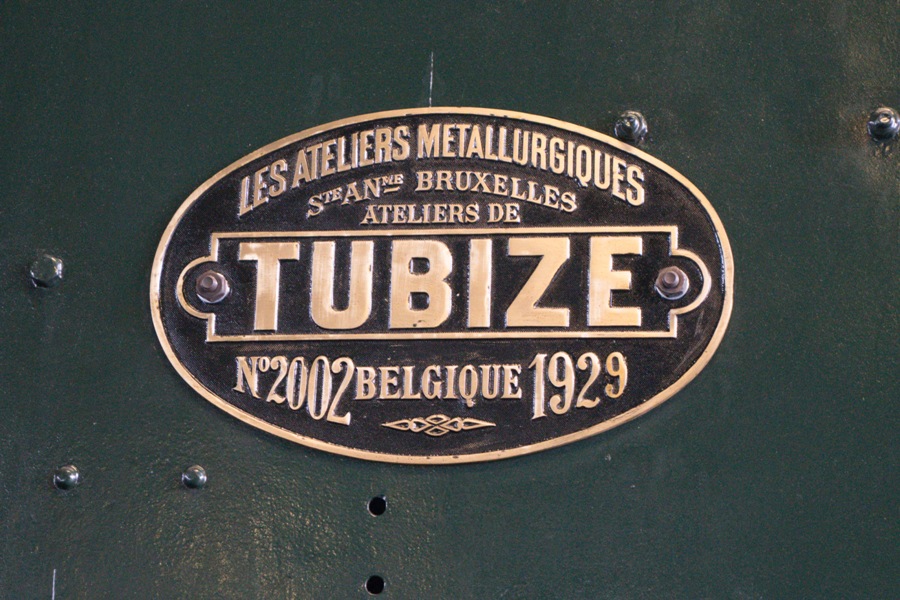 LES ATELIERS METALLURGIQUES
STE ANME BRUXELLES
ATELIERS DE
TUBIZE
No 2002 BELGIQUE 1929